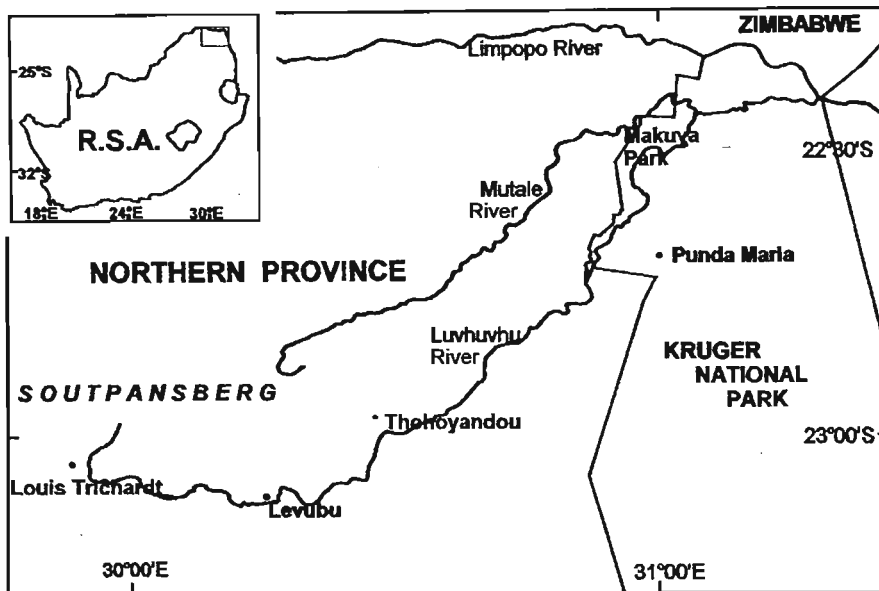 ZIMBABWE
Limpopo River
25°S
R.S.A.
32°S
18°E 24°E 30°E
Makuya
Park
22°30'S
Mutale
River
Punda Maria
NORTHERN PROVINCE
Luvhuvhu
River
KRUGER
NATIONAL
PARK
SOUTPANSBERG
Thohoyandou
23°00'S
Louis Trichardt
Levubu
30°00'E
31°00'E